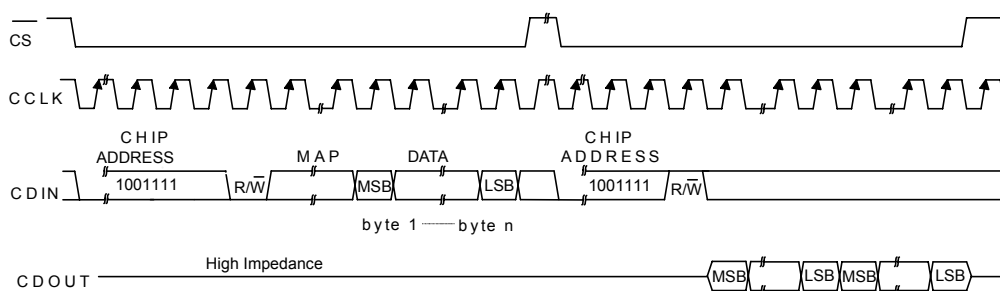 CS
CCLK
CHIP
ADDRESS
MAP
DATA
CHIP
ADDRESS
CDIN
1001111
R/W
MSB
LSB
1001111
R/W
byte 1
byte n
High Impedance
CDOUT
MSB
LSB
MSB
LSB